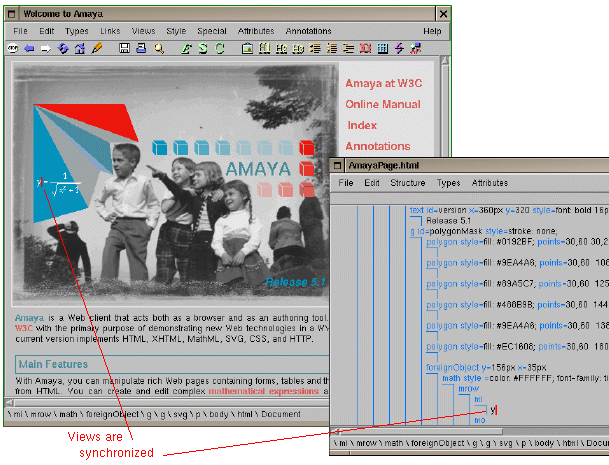 Welcome to Amaya
File Edit Types Links Views Style Special Attributes Annotations Help
Amaya at W3C
Online Manual
Index
Annotations
AMAYA
y = 1
Release 5.1
Amaya is a Web client that acts both as a browser and as an authoring tool.
W3C with the primary purpose of demonstrating new Web technologies in a WY
current version implements HTML, XHTML, MathML, SVG, CSS, and HTTP.
Main Features
With Amaya, you can manipulate rich Web pages containing forms, tables and th
from HTML. You can create and edit complex mathematical expressions a
\ mi \ mrow \ math \ foreignObject \ g \ g \ svg \ p \ body \ html \ Document
AmayaPage.html
File Edit Structure Types Attributes
text id=version x=360px y=320 style=font: bold 16p
Release 5.1
g id=polygonMask style=stroke: none;
polygon style=fill: #0192BF; points=30,60 30,2
polygon style=fill: #9EA4A6; points=30,60 106
polygon style=fill: #89A5C7; points=30,60 125
polygon style=fill: #466B9B; points=30,60 144
polygon style=fill: #9EA4A6; points=30,60 136
polygon style=fill: #EC1608; points=30,60 160
foreignObject y=156px x=35px
math style =color: #FFFFFF; font-family: ti
mrow
mi
y
mo
\ mi \ mrow \ math \ foreignObject \ g \ g \ svg \ p \ body \ html \ Document
Views are
synchronized